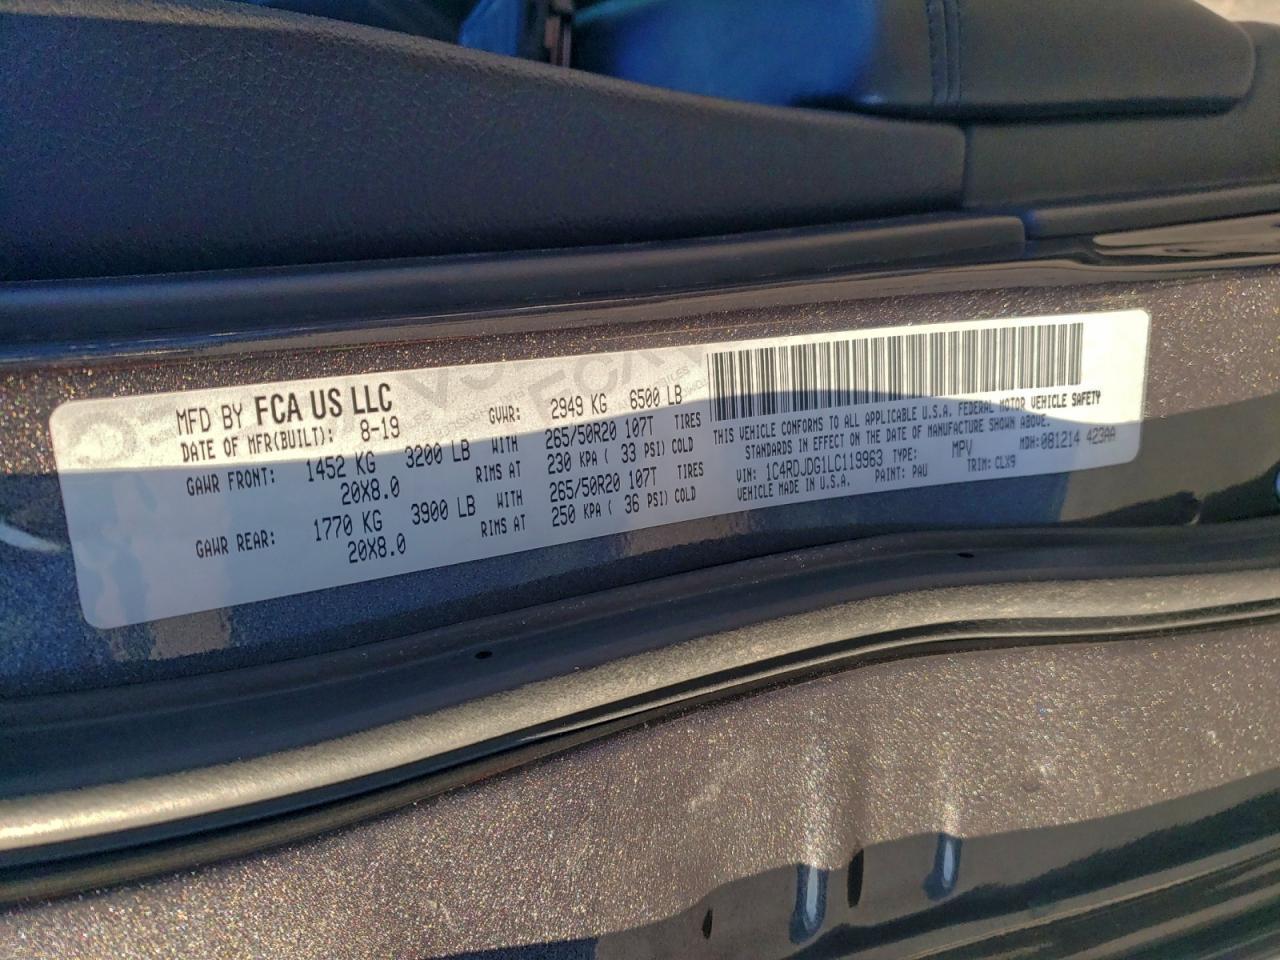 MFD BY FCA US LLC
DATE OF MFR(BUILT): 8-19 GVWR: 2949 KG 6500 LB
GAWR FRONT: 1452 KG 3200 LB WITH 265/50R20 107T TIRES
20X8.0 RIMS AT 230 KPA ( 33 PSI) COLD
GAWR REAR: 1770 KG 3900 LB WITH 265/50R20 107T TIRES
20X8.0 RIMS AT 250 KPA ( 36 PSI) COLD
THIS VEHICLE CONFORMS TO ALL APPLICABLE U.S.A. FEDERAL MOTOR VEHICLE SAFETY
STANDARDS IN EFFECT ON THE DATE OF MANUFACTURE SHOWN ABOVE.
MDH: 081214 423AA
VIN: 1C4RDJDG1LC119963 TYPE: MPV
VEHICLE MADE IN U.S.A. PAINT: PAU TRIM: CLX9